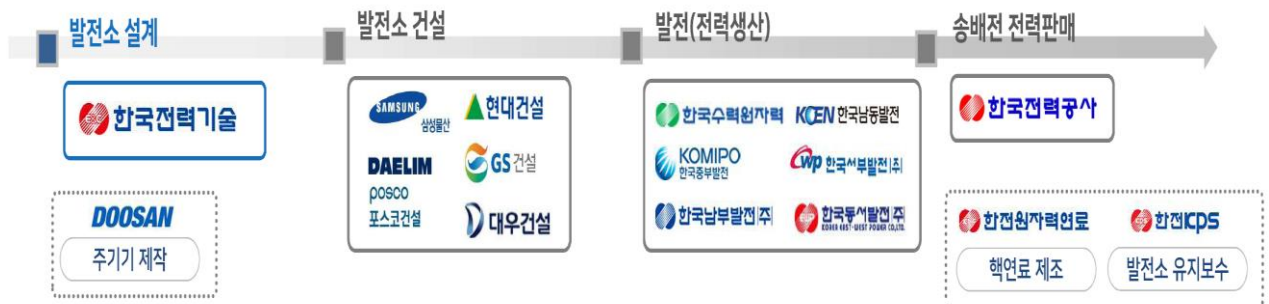 발전소 설계
발전소 건설
발전(전력생산)
송배전 전력판매
한국전력기술
SAMSUNG
삼성물산
현대건설
DAELIM
GS건설
posco
포스코건설
대우건설
한국수력원자력
KOEN 한국남동발전
KOMIPO
한국중부발전
wp 한국서부발전(주)
한국남부발전(주)
한국동서발전(주)
KOREA EAST-WEST POWER CO.,LTD.
한국전력공사
DOOSAN
주기기 제작
한전원자력연료
한전KPS
핵연료 제조
발전소 유지보수